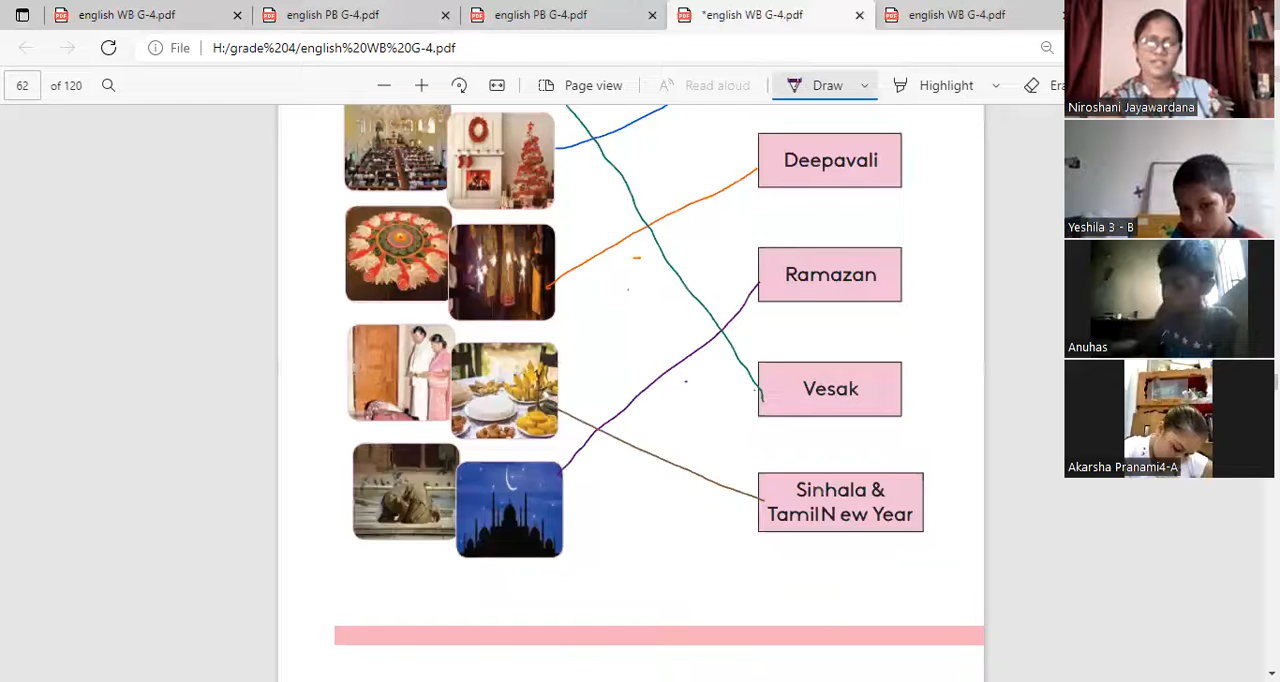 english WB G-4.pdf
english PB G-4.pdf
english PB G-4.pdf
*english WB G-4.pdf
english WB G-4.pdf
File
H:/grade%204/english%20WB%20G-4.pdf
62 of 120
Page view
Read aloud
Draw
Highlight
Era
Deepavali
Ramazan
Vesak
Sinhala &
TamilN ew Year
Niroshani Jayawardana
Yeshila 3 - B
Anuhas
Akarsha Pranami4-A